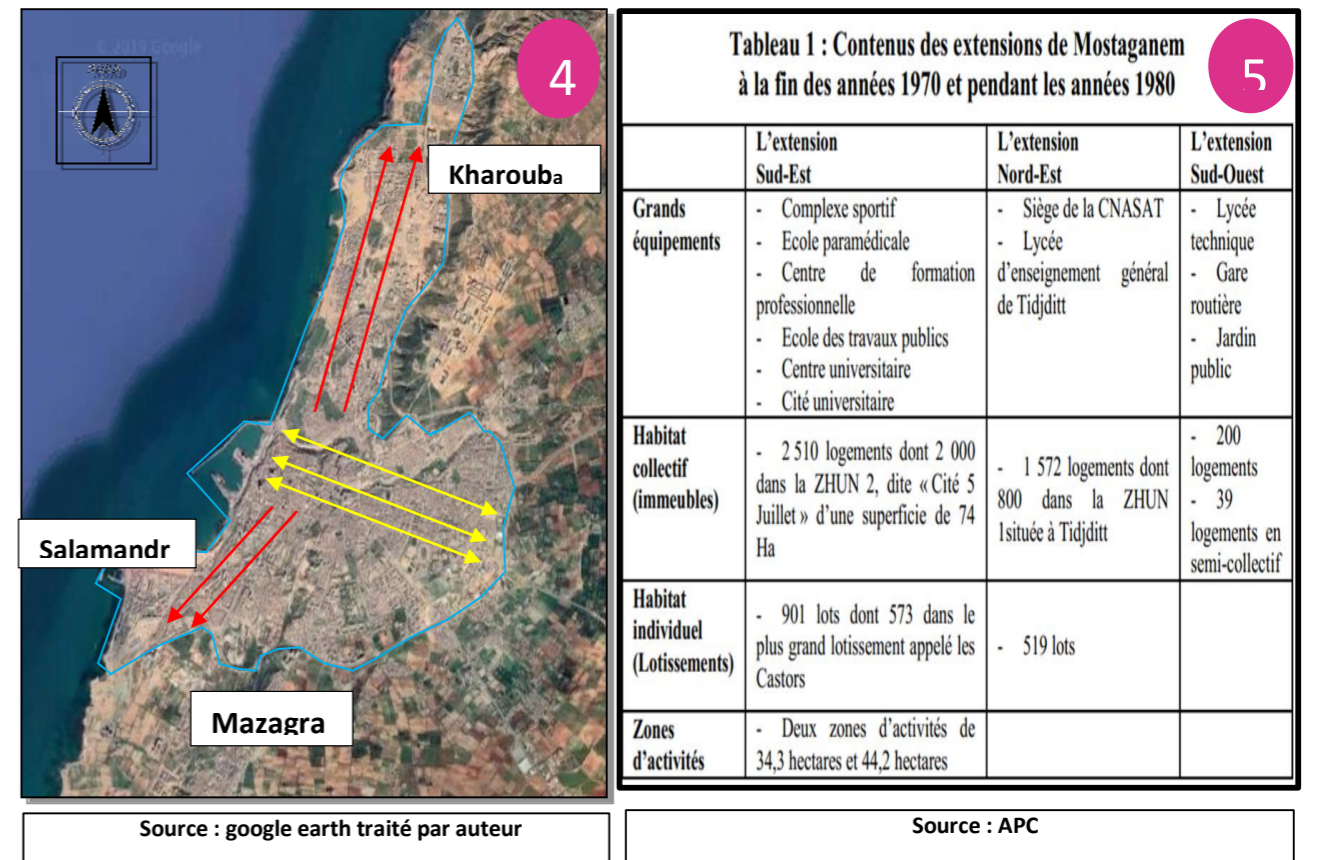 © 2019 Google
4
Kharouba
Salamandr
Mazagra
Source : google earth traité par auteur
Tableau 1 : Contenus des extensions de Mostaganem
à la fin des années 1970 et pendant les années 1980
5
L'extension
Sud-Est
L'extension
Nord-Est
L'extension
Sud-Ouest
Grands
équipements
- Complexe sportif
- Ecole paramédicale
- Centre de formation
professionnelle
- Ecole des travaux publics
- Centre universitaire
- Cité universitaire
- Siège de la CNASAT
- Lycée
d'enseignement général
de Tidjditt
- Lycée
technique
- Gare
routière
- Jardin
public
Habitat
collectif
(immeubles)
- 2 510 logements dont 2 000
dans la ZHUN 2, dite « Cité 5
Juillet » d'une superficie de 74
Ha
- 1 572 logements dont
800 dans la ZHUN
1située à Tidjditt
- 200
logements
- 39
logements en
semi-collectif
Habitat
individuel
(Lotissements)
- 901 lots dont 573 dans le
plus grand lotissement appelé les
Castors
- 519 lots
Zones
d'activités
- Deux zones d'activités de
34,3 hectares et 44,2 hectares
Source : APC